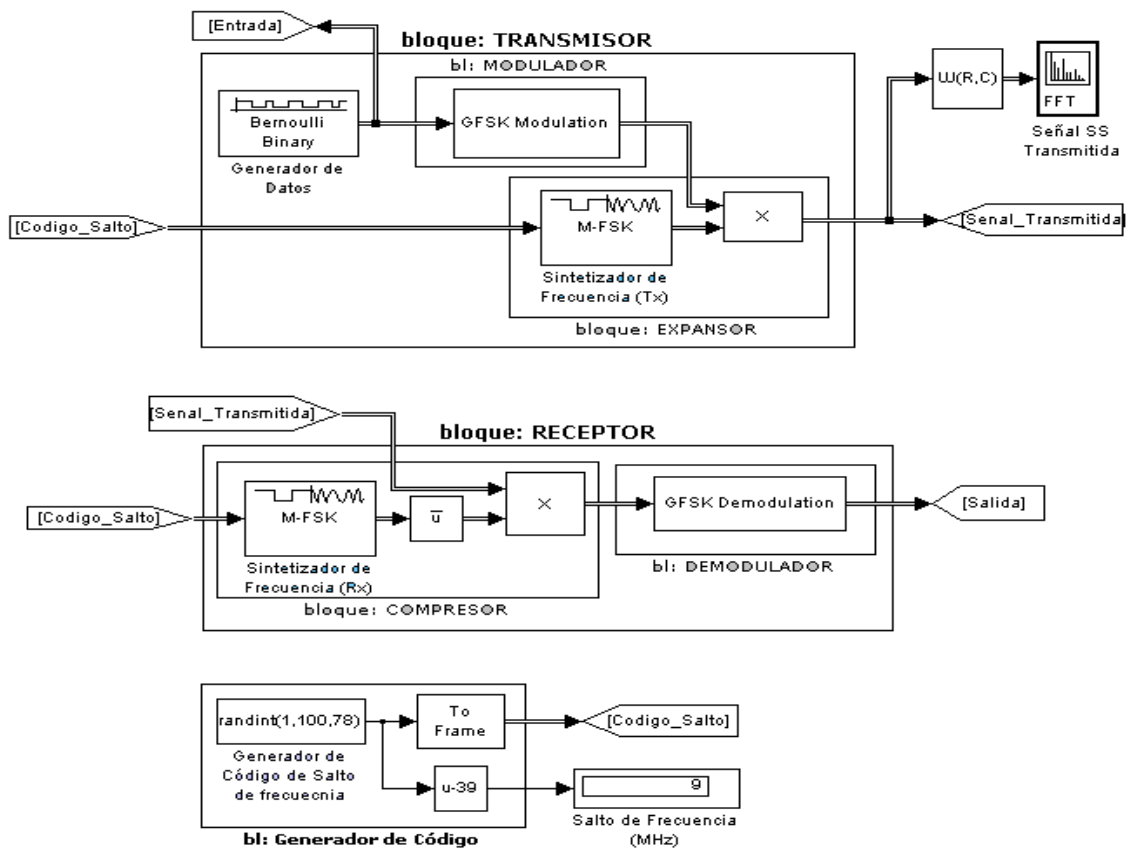 [Entrada]
bloque: TRANSMISOR
bl: MODULADOR
Bernoulli
Binary
Generador de
Datos
GFSK Modulation
U(R,C)
FFT
Señal SS
Transmitida
[Codigo_Salto]
M-FSK
Sintetizador de
Frecuencia (Tx)
X
[Senal_Transmitida]
bloque: EXPANSOR
[Senal_Transmitida]
bloque: RECEPTOR
[Codigo_Salto]
M-FSK
Sintetizador de
Frecuencia (Rx)
u
X
bloque: COMPRESOR
GFSK Demodulation
bl: DEMODULADOR
[Salida]
randint(1,100,78)
Generador de
Código de Salto
de frecuecnia
To
Frame
[Codigo_Salto]
u-39
9
Salto de Frecuencia
(MHz)
bl: Generador de Código